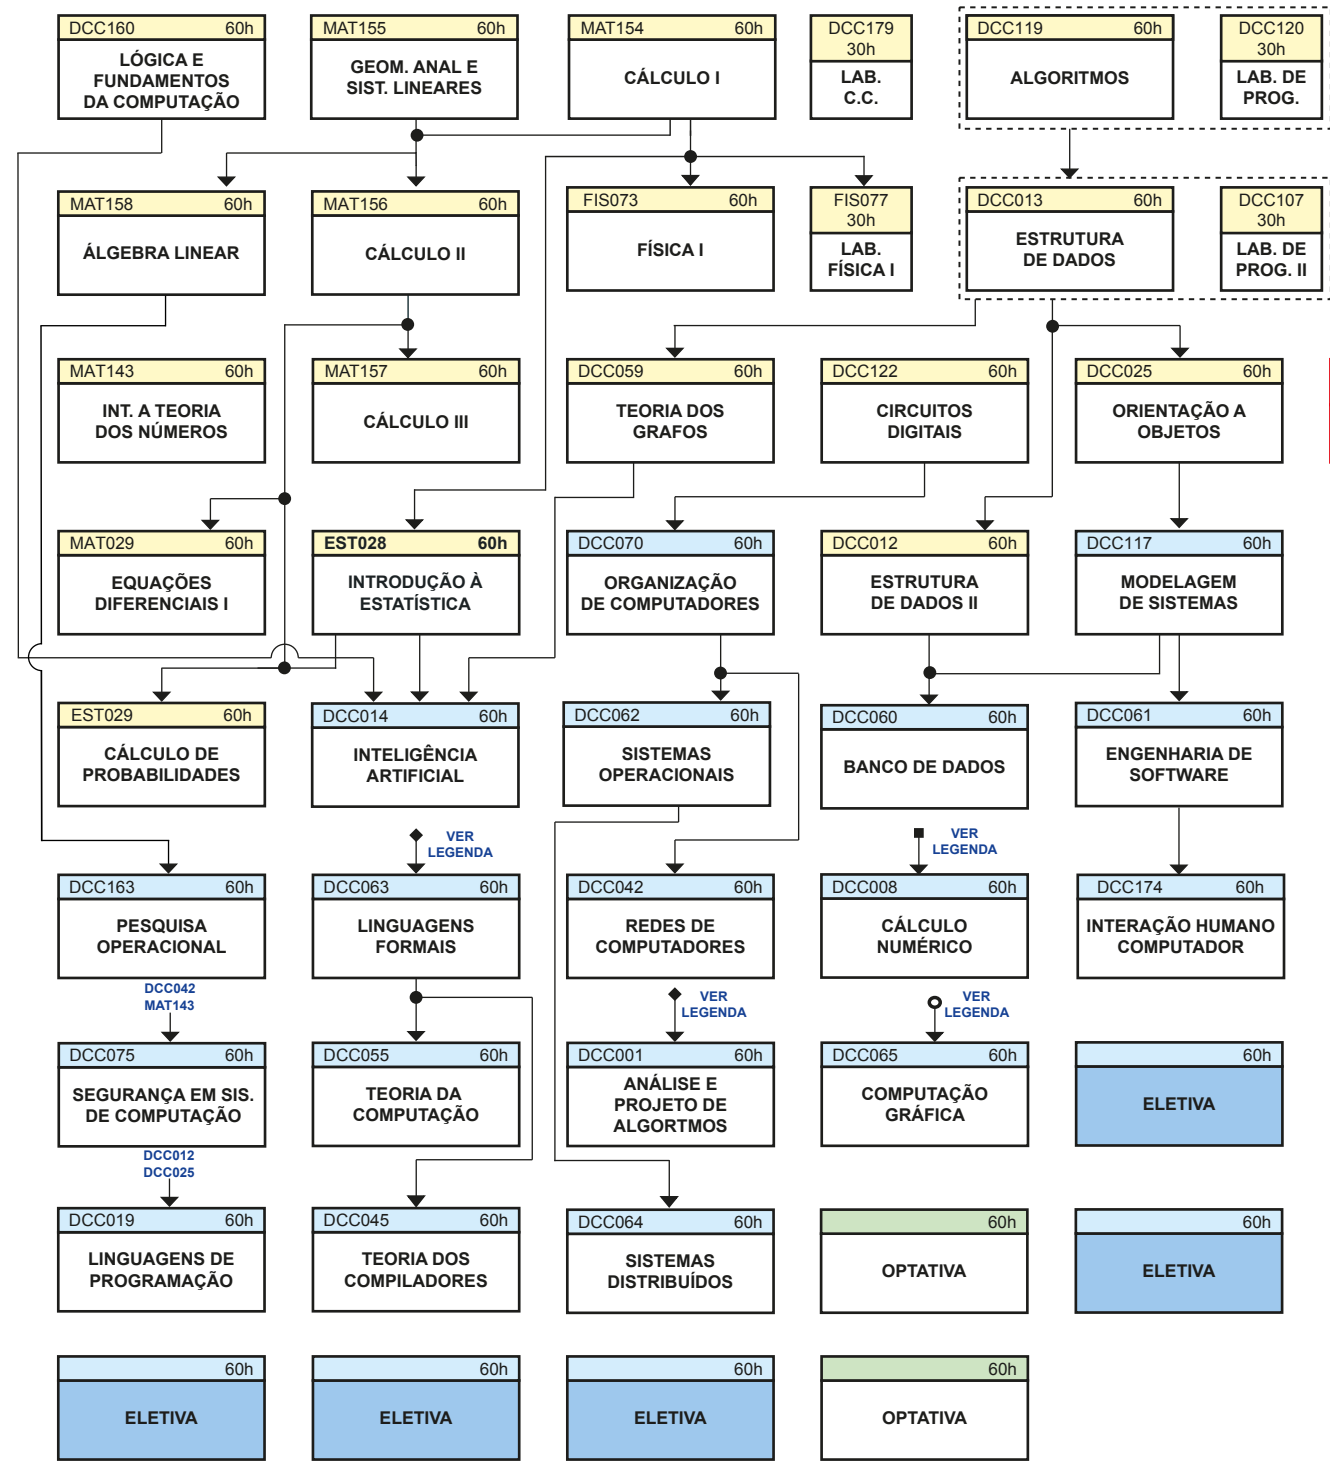 DCC160 60h
LÓGICA E
FUNDAMENTOS
DA COMPUTAÇÃO
MAT155 60h
GEOM. ANAL E
SIST. LINEARES
MAT154 60h
CÁLCULO I
DCC179
30h
LAB.
C.C.
DCC119 60h
ALGORITMOS
DCC120
30h
LAB. DE
PROG.
MAT158 60h
ÁLGEBRA LINEAR
MAT156 60h
CÁLCULO II
FIS073 60h
FÍSICA I
FIS077
30h
LAB.
FÍSICA I
DCC013 60h
ESTRUTURA
DE DADOS
DCC107
30h
LAB. DE
PROG. II
MAT143 60h
INT. A TEORIA
DOS NÚMEROS
MAT157 60h
CÁLCULO III
DCC059 60h
TEORIA DOS
GRAFOS
DCC122 60h
CIRCUITOS
DIGITAIS
DCC025 60h
ORIENTAÇÃO A
OBJETOS
MAT029 60h
EQUAÇÕES
DIFERENCIAIS I
EST028 60h
INTRODUÇÃO À
ESTATÍSTICA
DCC070 60h
ORGANIZAÇÃO
DE COMPUTADORES
DCC012 60h
ESTRUTURA
DE DADOS II
DCC117 60h
MODELAGEM
DE SISTEMAS
EST029 60h
CÁLCULO DE
PROBABILIDADES
DCC014 60h
INTELIGÊNCIA
ARTIFICIAL
DCC062 60h
SISTEMAS
OPERACIONAIS
DCC060 60h
BANCO DE DADOS
DCC061 60h
ENGENHARIA DE
SOFTWARE
VER
LEGENDA
VER
LEGENDA
DCC163 60h
PESQUISA
OPERACIONAL
DCC063 60h
LINGUAGENS
FORMAIS
DCC042 60h
REDES DE
COMPUTADORES
DCC008 60h
CÁLCULO
NUMÉRICO
DCC174 60h
INTERAÇÃO HUMANO
COMPUTADOR
DCC042
MAT143
VER
LEGENDA
VER
LEGENDA
DCC075 60h
SEGURANÇA EM SIS.
DE COMPUTAÇÃO
DCC055 60h
TEORIA DA
COMPUTAÇÃO
DCC001 60h
ANÁLISE E
PROJETO DE
ALGORTMOS
DCC065 60h
COMPUTAÇÃO
GRÁFICA
60h
ELETIVA
DCC012
DCC025
DCC019 60h
LINGUAGENS DE
PROGRAMAÇÃO
DCC045 60h
TEORIA DOS
COMPILADORES
DCC064 60h
SISTEMAS
DISTRIBUÍDOS
60h
OPTATIVA
60h
ELETIVA
60h
ELETIVA
60h
ELETIVA
60h
ELETIVA
60h
OPTATIVA